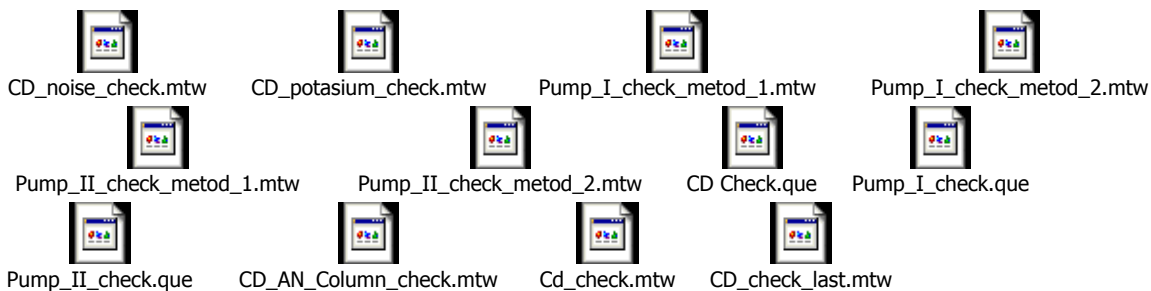 CD_noise_check.mtw CD_potasium_check.mtw Pump_I_check_metod_1.mtw Pump_I_check_metod_2.mtw
Pump_II_check_metod_1.mtw Pump_II_check_metod_2.mtw CD Check.que Pump_I_check.que
Pump_II_check.que CD_AN_Column_check.mtw Cd_check.mtw CD_check_last.mtw